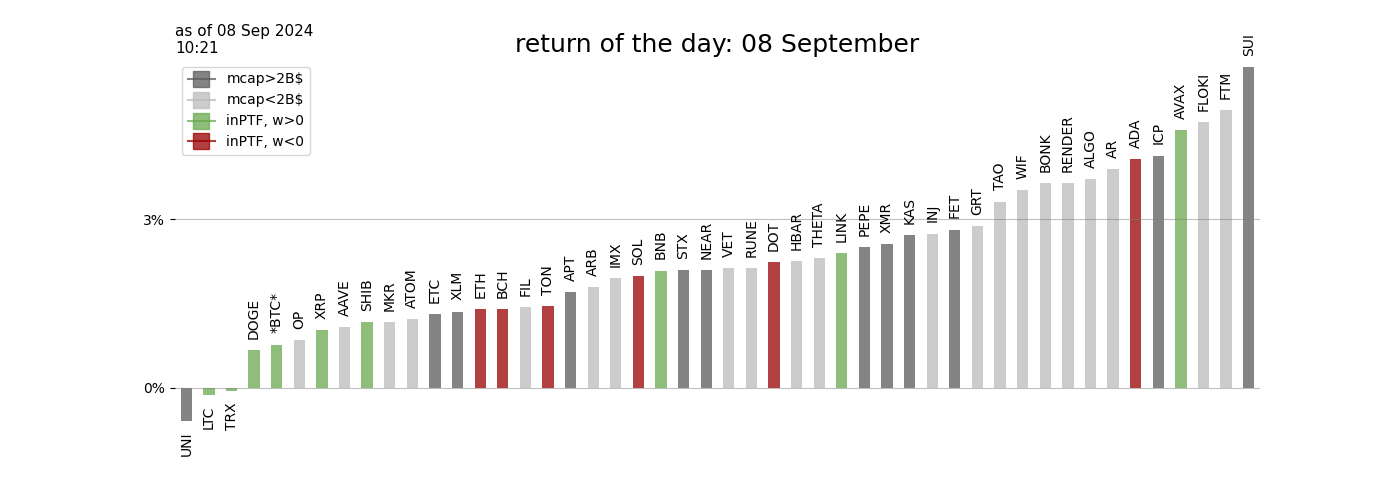 as of 08 Sep 2024
10:21
return of the day: 08 September
mcap>2B$
mcap<2B$
inPTF, w>0
inPTF, w<0
3%
0%
UNI
LTC
TRX
DOGE
*BTC*
OP
XRP
AAVE
SHIB
MKR
ATOM
ETC
XLM
ETH
BCH
FIL
TON
APT
ARB
IMX
SOL
BNB
STX
NEAR
VET
RUNE
DOT
HBAR
THETA
LINK
PEPE
XMR
KAS
INJ
FET
GRT
TAO
WIF
BONK
RENDER
ALGO
AR
ADA
ICP
AVAX
FLOKI
FTM
SUI